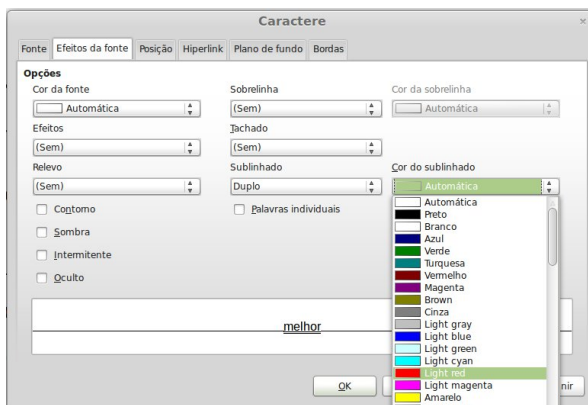 Caractere
Fonte Efeitos da fonte Posição Hiperlink Plano de fundo Bordas
Opções
Cor da fonte Sobrelinha Cor da sobrelinha
Automática (Sem) Automática
Efeitos Tachado
(Sem) (Sem)
Relevo Sublinhado Cor do sublinhado
(Sem) Duplo Automática
Contorno Palavras individuais
Sombra
Intermitente
Oculto
Automática
Preto
Branco
Azul
Verde
Turquesa
Vermelho
Magenta
Brown
Cinza
Light gray
Light blue
Light green
Light cyan
Light red
Light magenta
Amarelo
melhor
OK nir